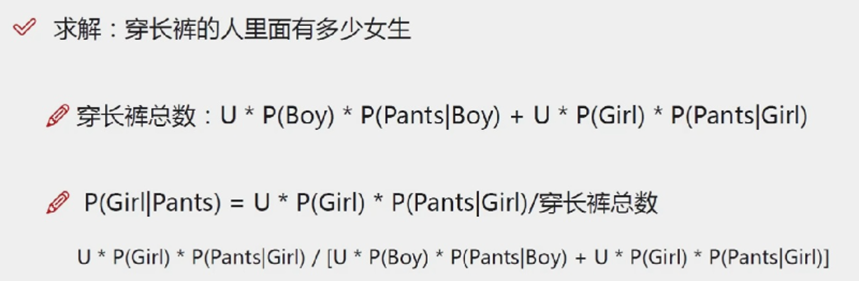 求解：穿长裤的人里面有多少女生
穿长裤总数：U * P(Boy) * P(Pants|Boy) + U * P(Girl) * P(Pants|Girl)
P(Girl|Pants) = U * P(Girl) * P(Pants|Girl)/穿长裤总数
U * P(Girl) * P(Pants|Girl) / [U * P(Boy) * P(Pants|Boy) + U * P(Girl) * P(Pants|Girl)]